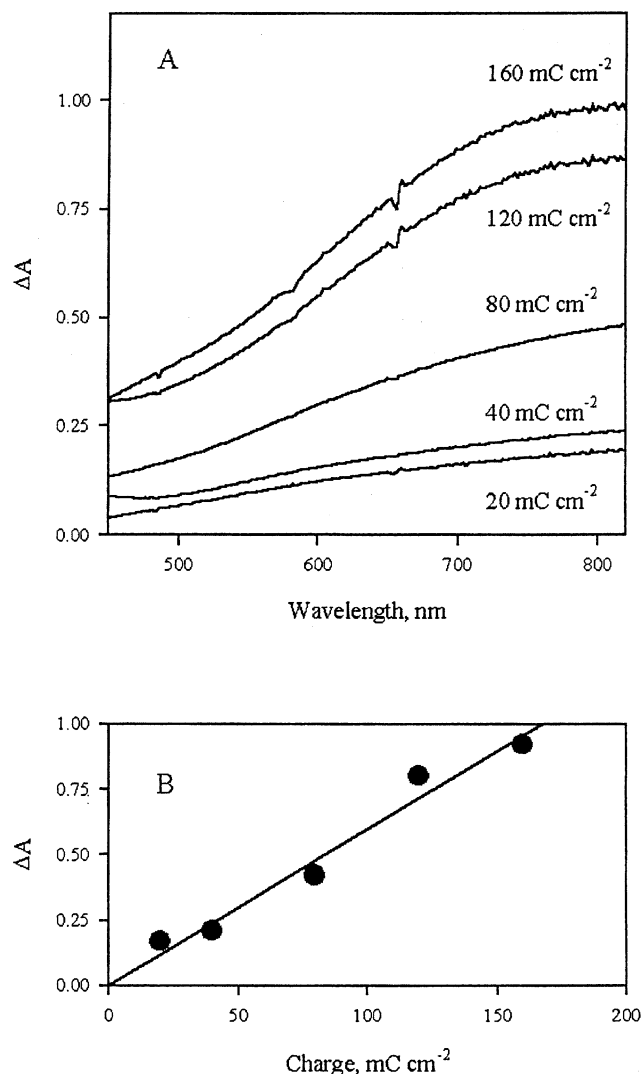 A
160 mC cm⁻²
1.00
120 mC cm⁻²
0.75
ΔA
80 mC cm⁻²
0.50
40 mC cm⁻²
0.25
20 mC cm⁻²
0.00
500 600 700 800
Wavelength, nm
1.00
B
0.75
ΔA
0.50
0.25
0.00
0 50 100 150 200
Charge, mC cm⁻²